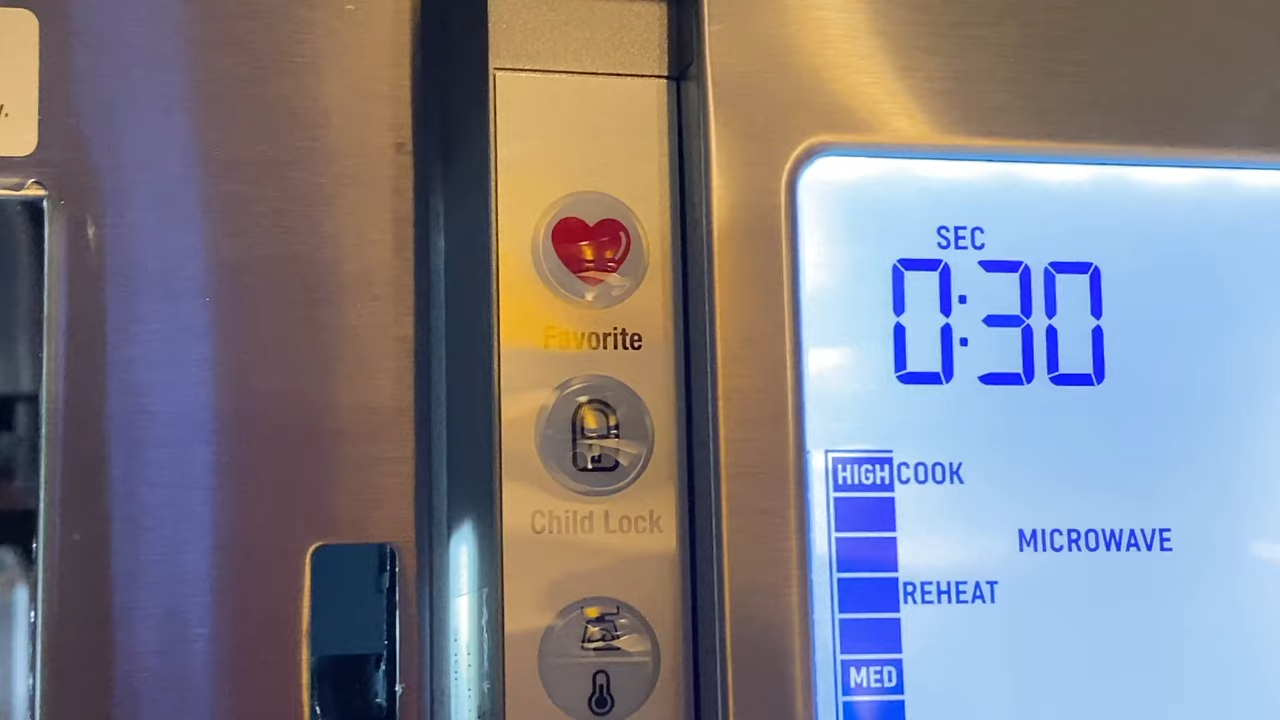 y.
Favorite
Child Lock
SEC
0:30
HIGH COOK
MICROWAVE
REHEAT
MED